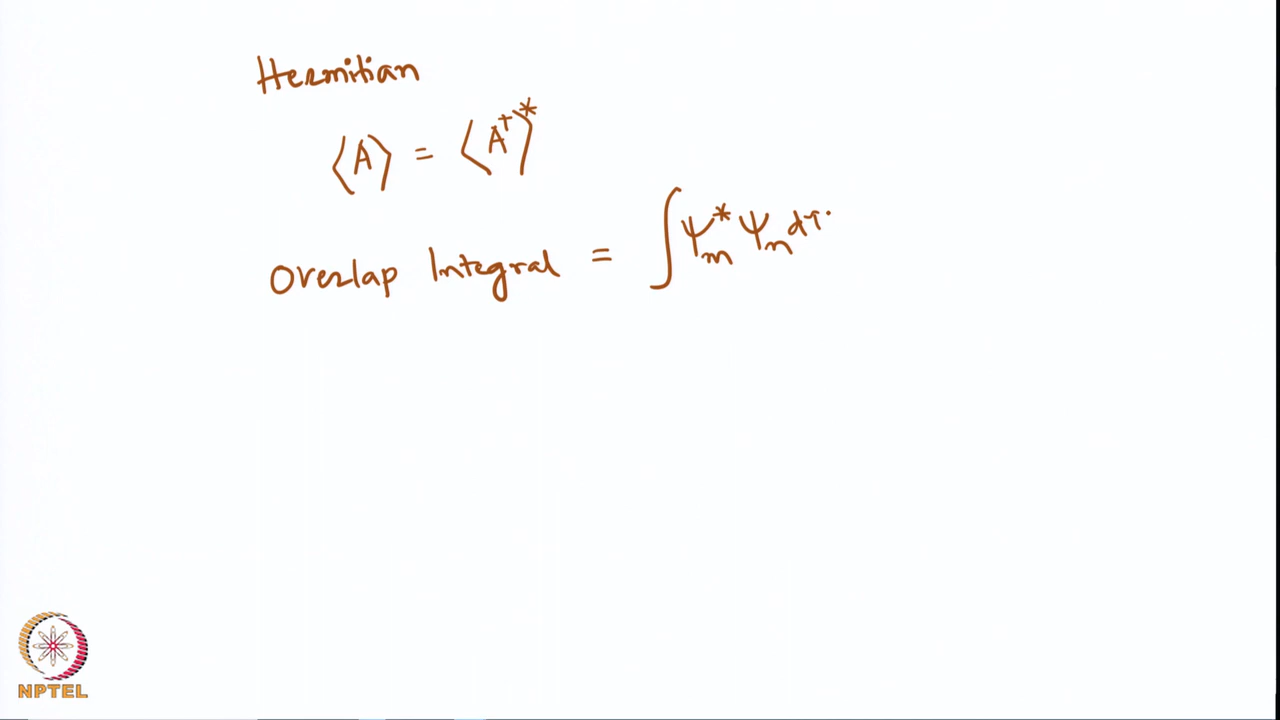 Hermitian
⟨A⟩ = ⟨A†⟩*
Overlap Integral = ∫ψₘ* ψₙ dτ
NPTEL